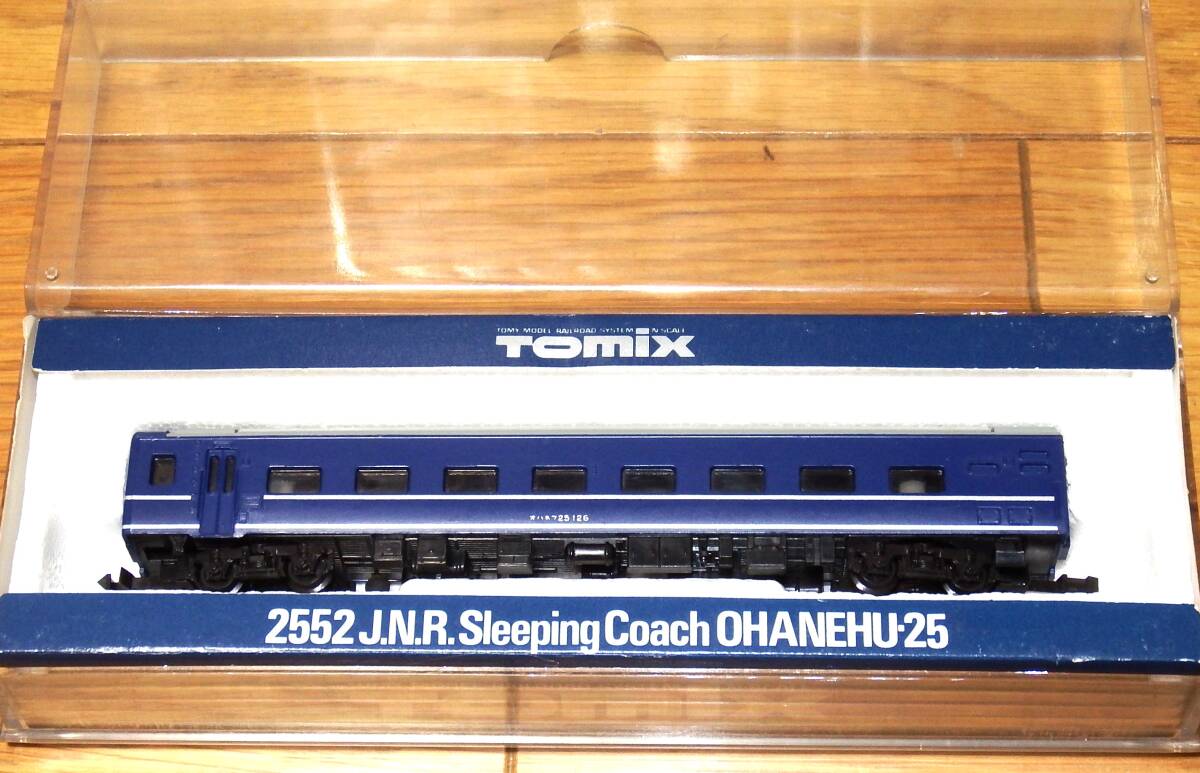 TOMY MODEL RAILROAD SYSTEM N SCALE
TOMIX
オハネフ25 126
2552 J.N.R. Sleeping Coach OHANEHU-25